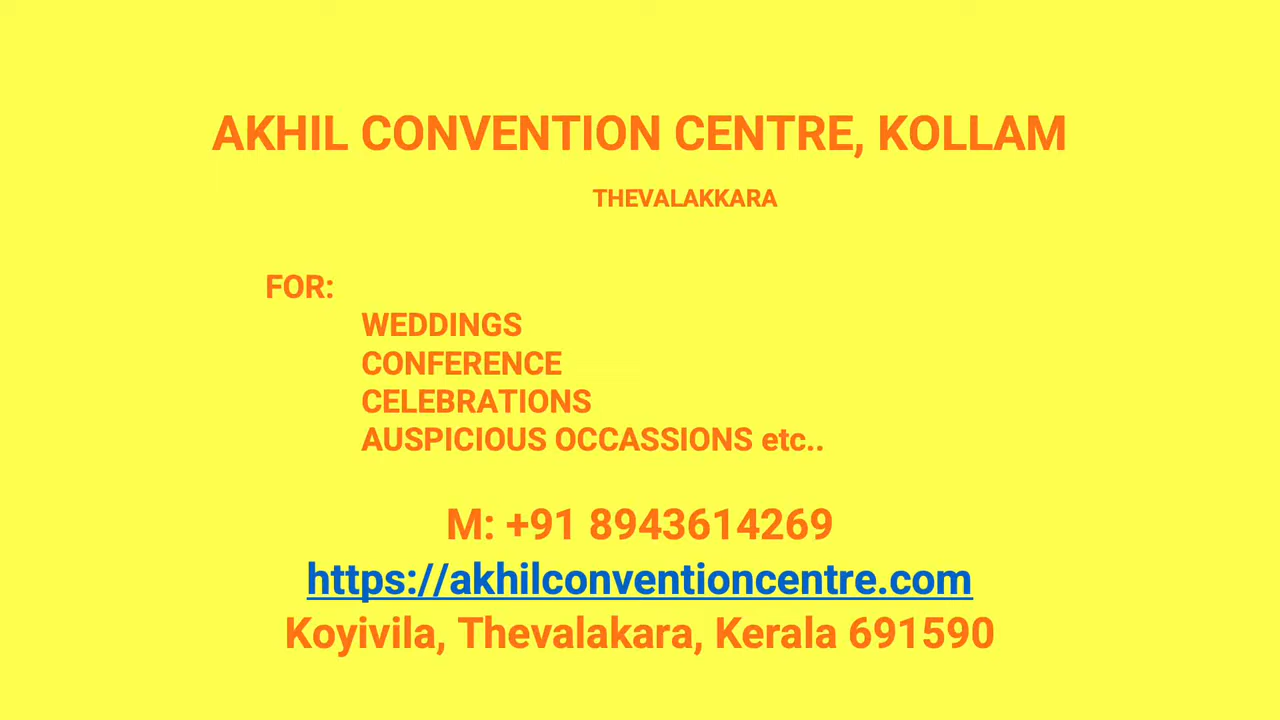 AKHIL CONVENTION CENTRE, KOLLAM
THEVALAKKARA
FOR:
WEDDINGS
CONFERENCE
CELEBRATIONS
AUSPICIOUS OCCASSIONS etc..
M: +91 8943614269
https://akhilconventioncentre.com
Koyivila, Thevalakara, Kerala 691590